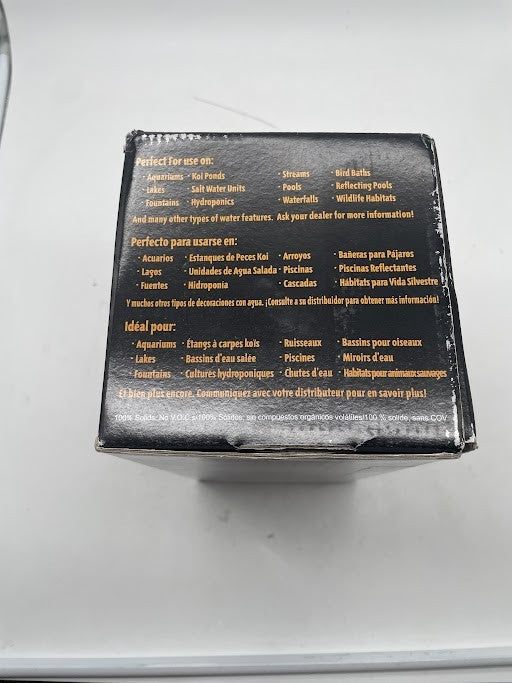 Perfect For use on:
· Aquariums · Koi Ponds · Streams · Bird Baths
· Lakes · Salt Water Units · Pools · Reflecting Pools
· Fountains · Hydroponics · Waterfalls · Wildlife Habitats
And many other types of water features. Ask your dealer for more information!
Perfecto para usarse en:
· Acuarios · Estanques de Peces Koi · Arroyos · Bañeras para Pájaros
· Lagos · Unidades de Agua Salada · Piscinas · Piscinas Reflectantes
· Fuentes · Hidroponia · Cascadas · Hábitats para Vida Silvestre
Y muchos otros tipos de decoraciones con agua. ¡Consulte a su distribuidor para obtener más información!
Idéal pour:
· Aquariums · Étangs à carpes koïs · Ruisseaux · Bassins pour oiseaux
· Lakes · Bassins d'eau salée · Piscines · Miroirs d'eau
Fountains · Cultures hydroponiques · Chutes d'eau · Habitats pour animaux sauvages
Et bien plus encore. Communiquez avec votre distributeur pour en savoir plus!
100% Solids; No V.O.C.s/100% Sólidos; sin compuestos orgánicos volátiles/100 % solide, sans COV